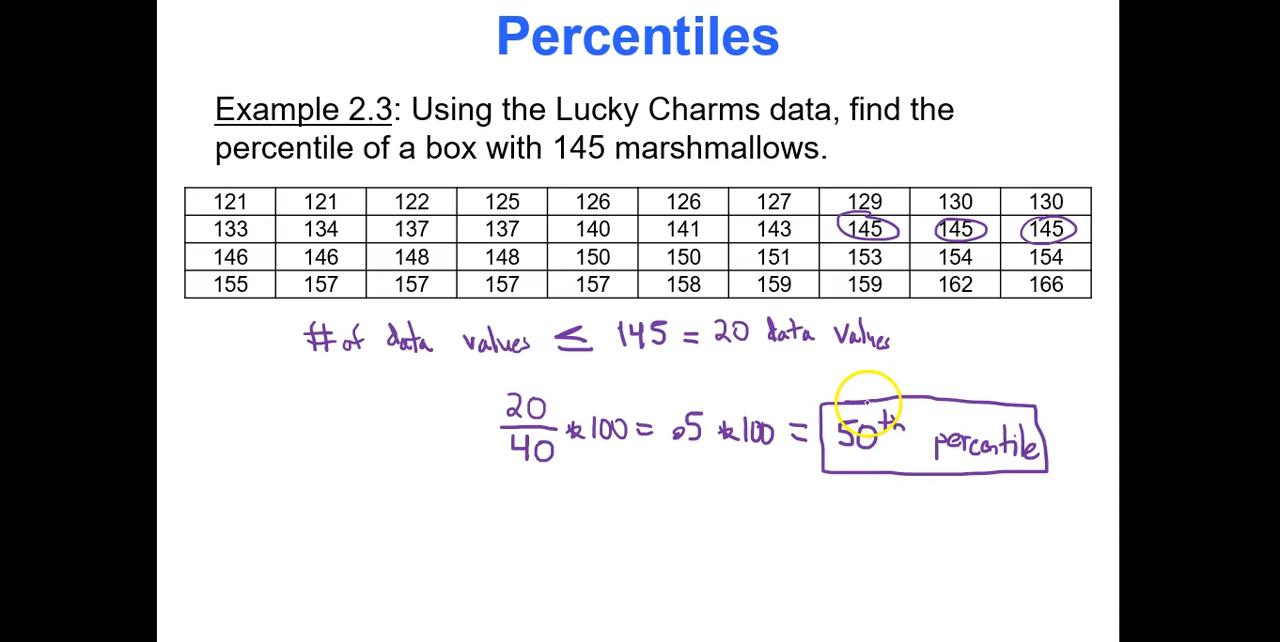 Percentiles
Example 2.3: Using the Lucky Charms data, find the
percentile of a box with 145 marshmallows.
121 121 122 125 126 126 127 129 130 130
133 134 137 137 140 141 143 145 145 145
146 146 148 148 150 150 151 153 154 154
155 157 157 157 157 158 159 159 162 166
# of data values ≤ 145 = 20 data values
20/40 * 100 = .5 * 100 = 50th percentile